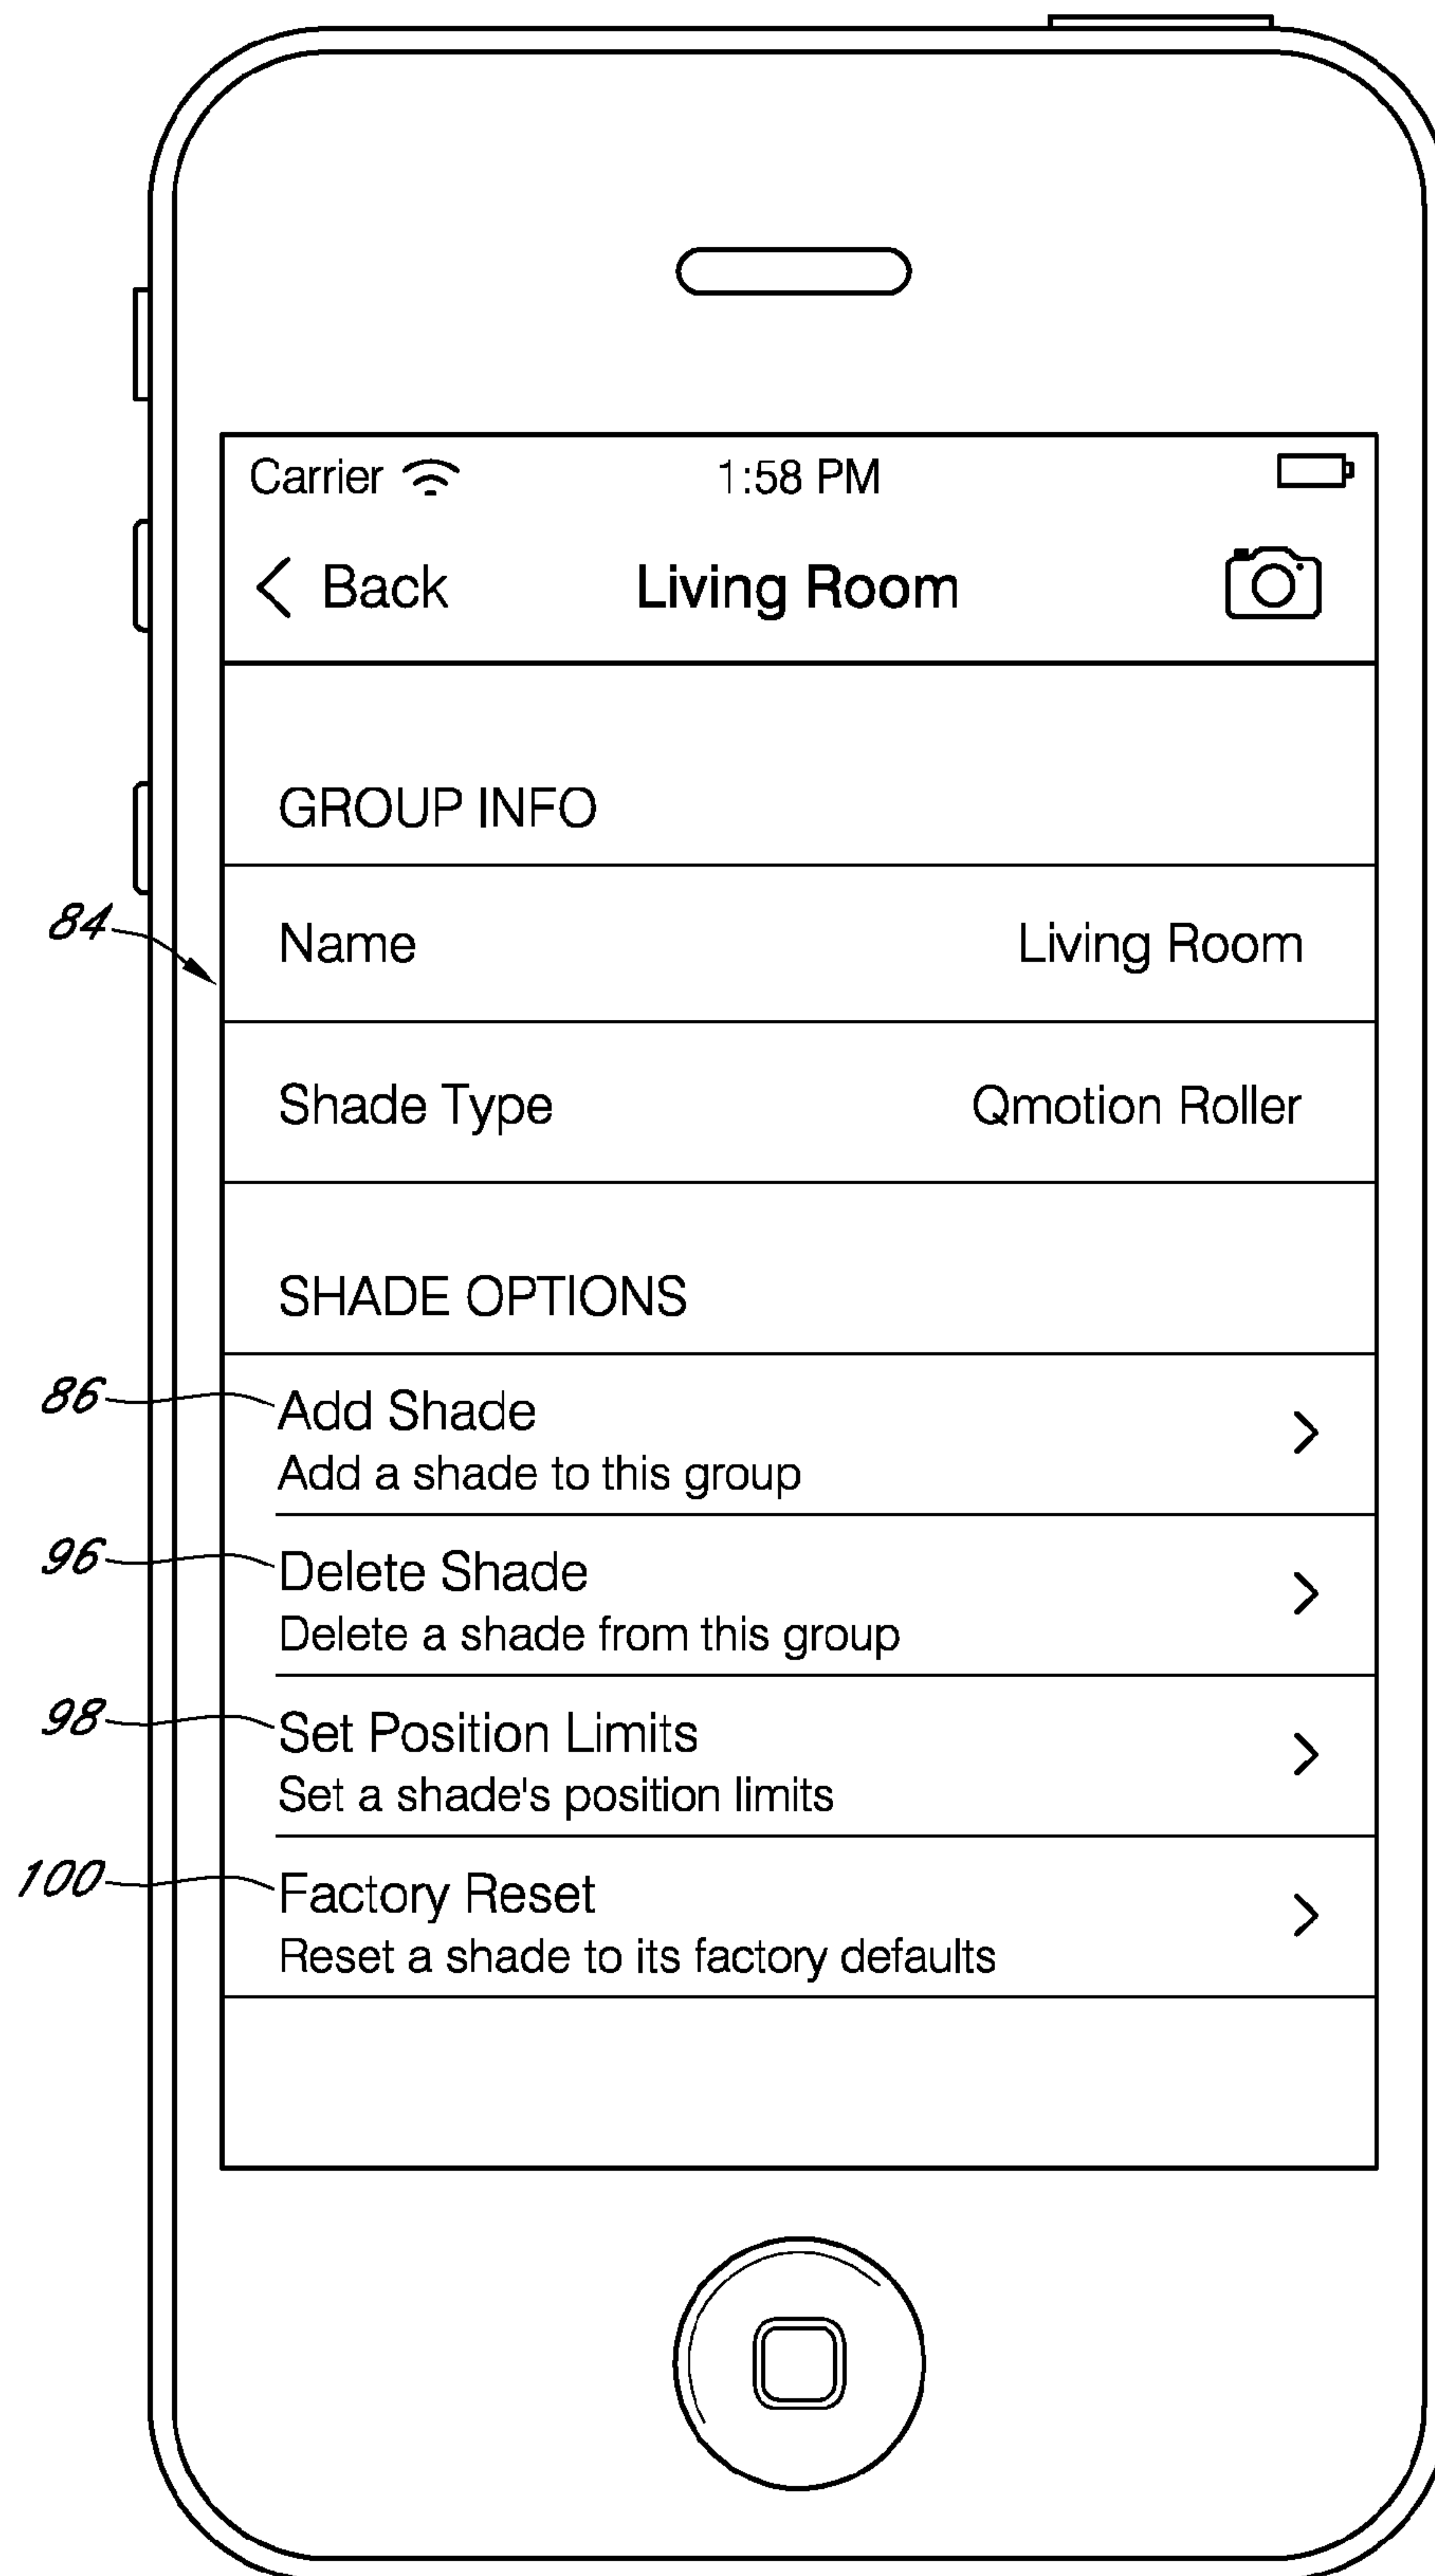 Carrier 1:58 PM
Back Living Room
GROUP INFO
84
Name Living Room
Shade Type Qmotion Roller
SHADE OPTIONS
86 Add Shade
Add a shade to this group
96 Delete Shade
Delete a shade from this group
98 Set Position Limits
Set a shade's position limits
100 Factory Reset
Reset a shade to its factory defaults